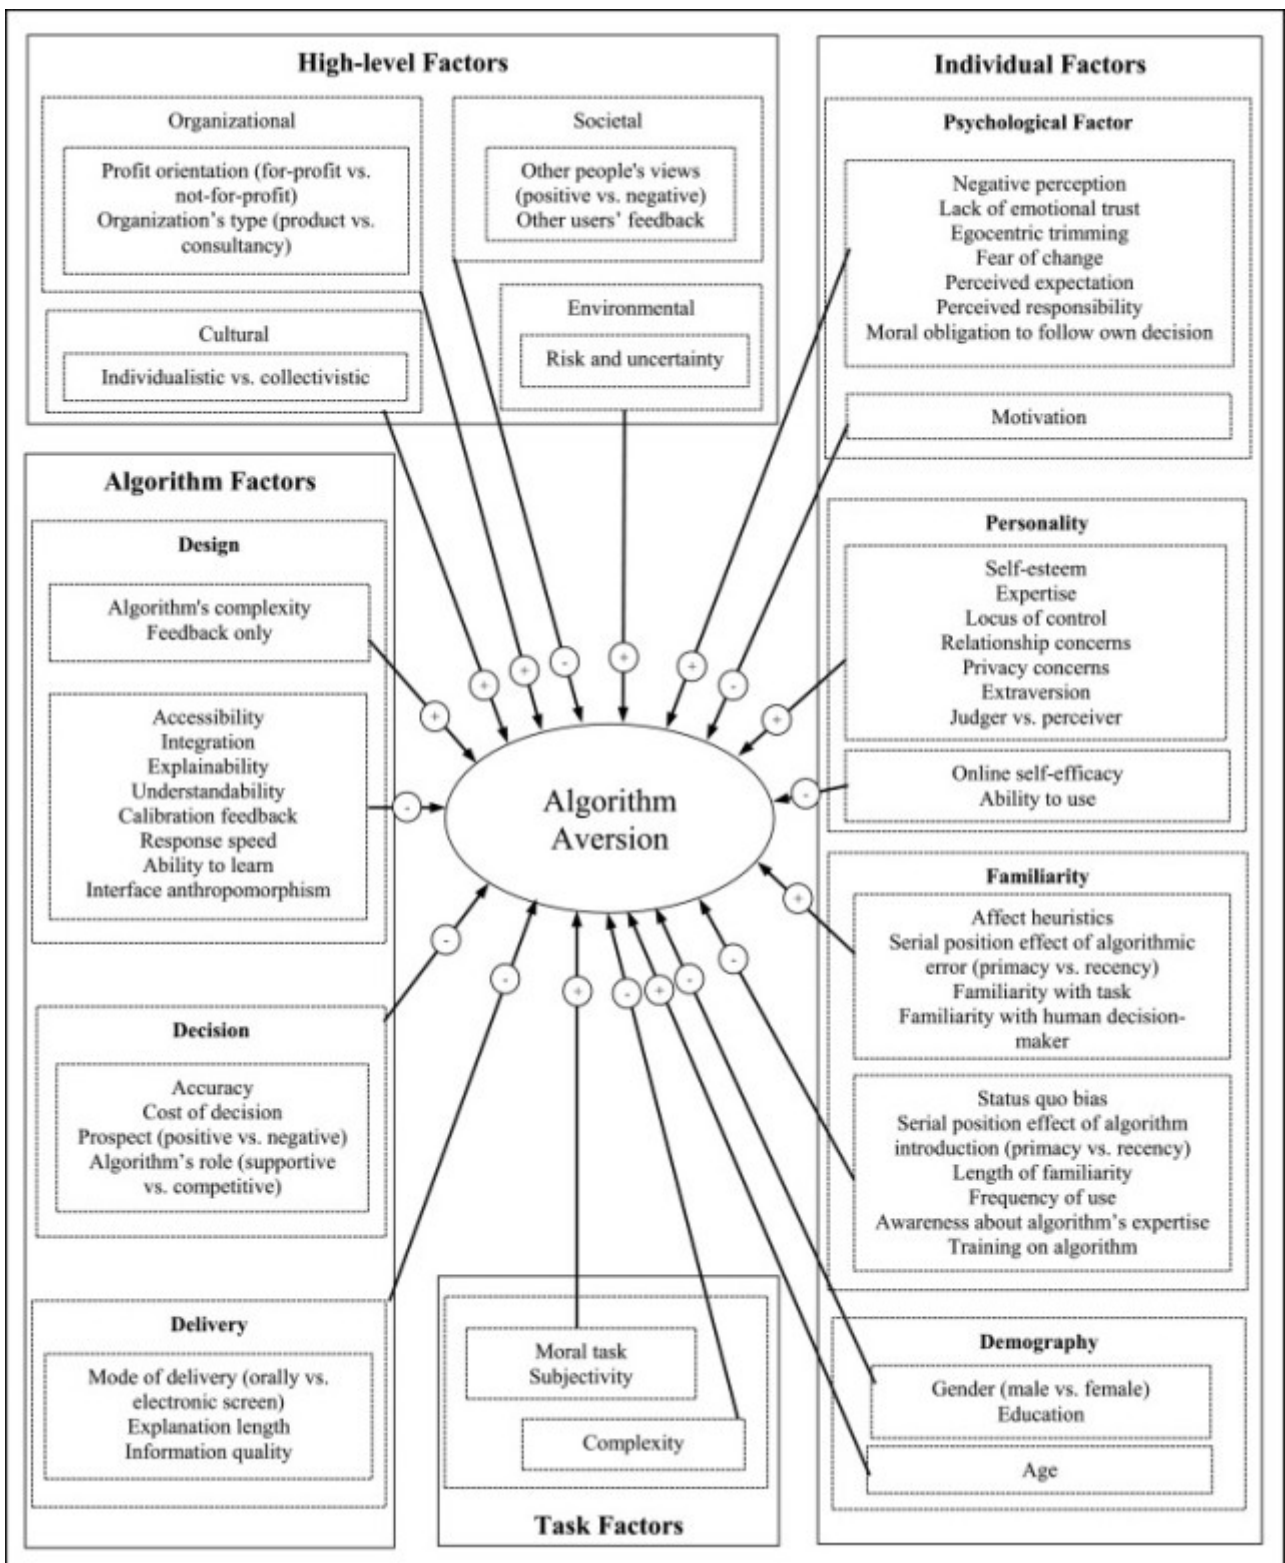 High-level Factors
Organizational
Profit orientation (for-profit vs.
not-for-profit)
Organization's type (product vs.
consultancy)
Societal
Other people's views
(positive vs. negative)
Other users' feedback
Cultural
Individualistic vs. collectivistic
Environmental
Risk and uncertainty
Individual Factors
Psychological Factor
Negative perception
Lack of emotional trust
Egocentric trimming
Fear of change
Perceived expectation
Perceived responsibility
Moral obligation to follow own decision
Motivation
Personality
Self-esteem
Expertise
Locus of control
Relationship concerns
Privacy concerns
Extraversion
Judger vs. perceiver
Online self-efficacy
Ability to use
Familiarity
Affect heuristics
Serial position effect of algorithmic
error (primacy vs. recency)
Familiarity with task
Familiarity with human decision-
maker
Status quo bias
Serial position effect of algorithm
introduction (primacy vs. recency)
Length of familiarity
Frequency of use
Awareness about algorithm's expertise
Training on algorithm
Demography
Gender (male vs. female)
Education
Age
Algorithm Factors
Design
Algorithm's complexity
Feedback only
Accessibility
Integration
Explainability
Understandability
Calibration feedback
Response speed
Ability to learn
Interface anthropomorphism
Decision
Accuracy
Cost of decision
Prospect (positive vs. negative)
Algorithm's role (supportive
vs. competitive)
Delivery
Mode of delivery (orally vs.
electronic screen)
Explanation length
Information quality
+
+
-
+
+
-
+
+
-
-
+
-
-
+
-
+
-
-
Algorithm
Aversion
Moral task
Subjectivity
Complexity
Task Factors